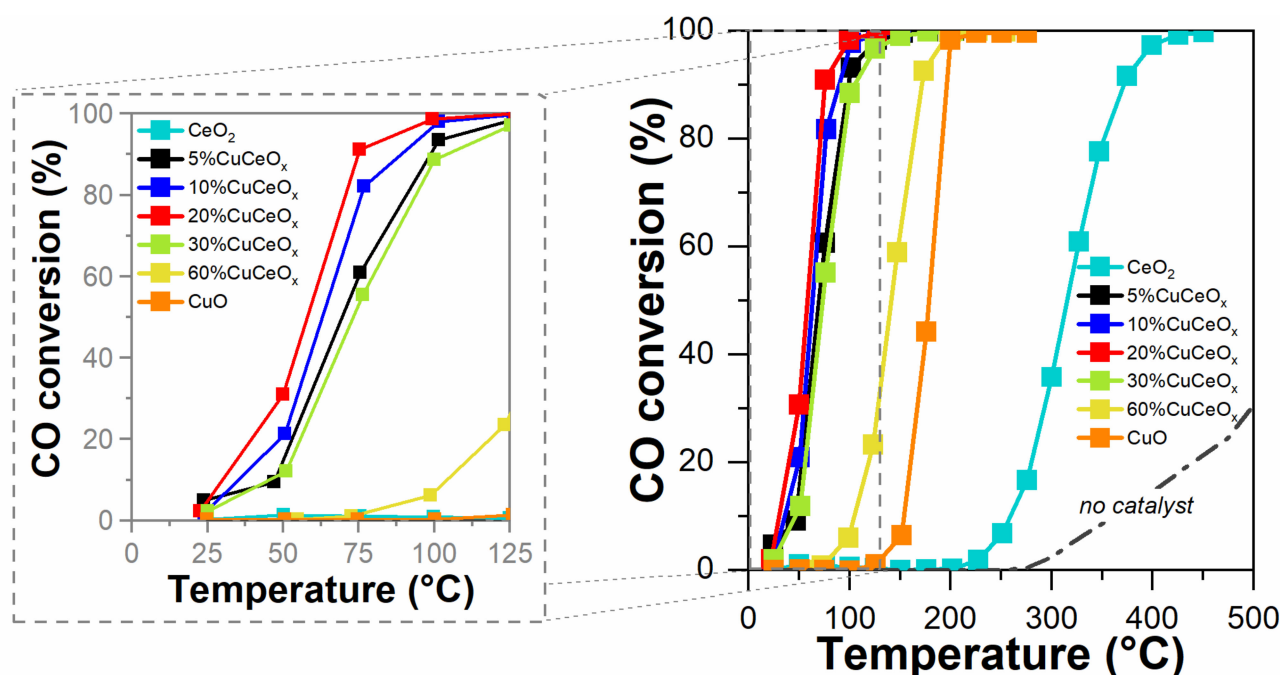 CO conversion (%)
100
80
60
40
20
0
CeO₂
5%CuCeOₓ
10%CuCeOₓ
20%CuCeOₓ
30%CuCeOₓ
60%CuCeOₓ
CuO
0 25 50 75 100 125
Temperature (°C)
CO conversion (%)
100
80
60
40
20
0
CeO₂
5%CuCeOₓ
10%CuCeOₓ
20%CuCeOₓ
30%CuCeOₓ
60%CuCeOₓ
CuO
no catalyst
0 100 200 300 400 500
Temperature (°C)